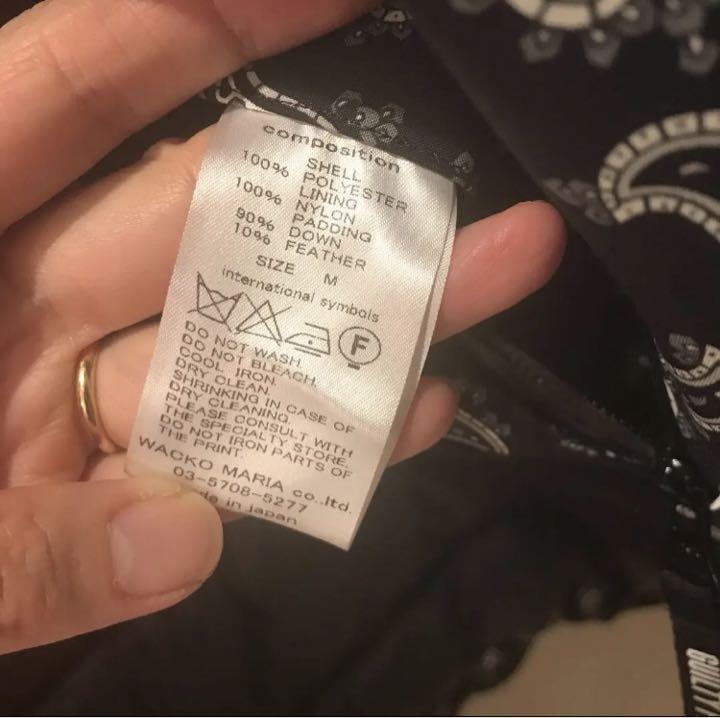 composition
SHELL
100% POLYESTER
LINING
100% NYLON
PADDING
90% DOWN
10% FEATHER
SIZE M
international symbols
F
DO NOT WASH
DO NOT BLEACH
COOL IRON.
DRY CLEAN.
SHRINKING IN CASE OF
DRY CLEANING.
PLEASE CONSULT WITH
THE SPECIALTY STORE.
DO NOT IRON PARTS OF
THE PRINT.
WACKO MARIA co.,ltd.
03-5708-5277
in japan